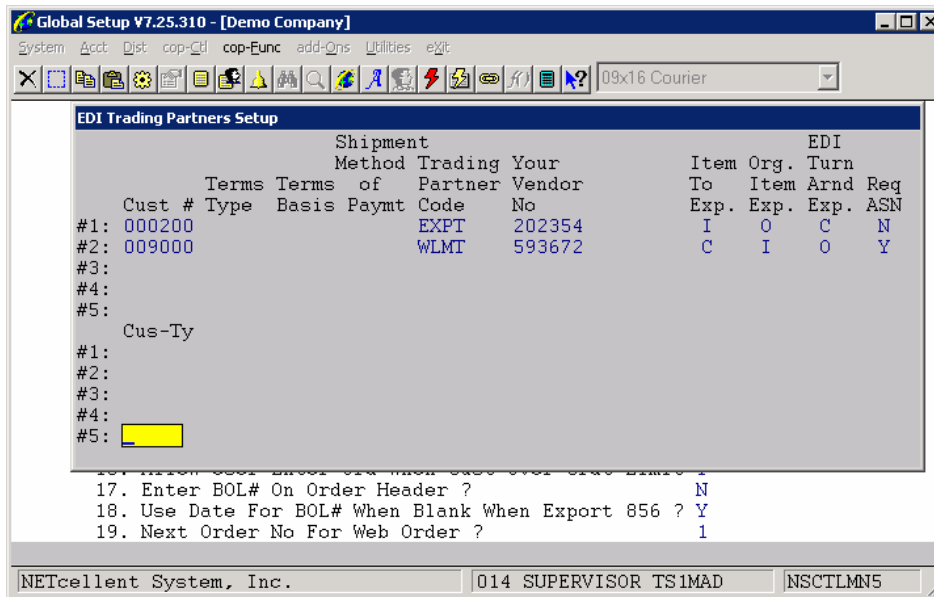 Global Setup V7.25.310 - [Demo Company]
System Acct Dist cop-Ctl cop-Func add-Ons Utilities eXit
09x16 Courier
EDI Trading Partners Setup
Shipment EDI
Method Trading Your Item Org. Turn
Terms Terms of Partner Vendor To Item Arnd Req
Cust # Type Basis Paymt Code No Exp. Exp. Exp. ASN
#1: 000200 EXPT 202354 I O C N
#2: 009000 WLMT 593672 C I O Y
#3:
#4:
#5:
Cus-Ty
#1:
#2:
#3:
#4:
#5:
17. Enter BOL# On Order Header ? N
18. Use Date For BOL# When Blank When Export 856 ? Y
19. Next Order No For Web Order ? 1
NETcellent System, Inc. 014 SUPERVISOR TS1MAD NSCTLMN5